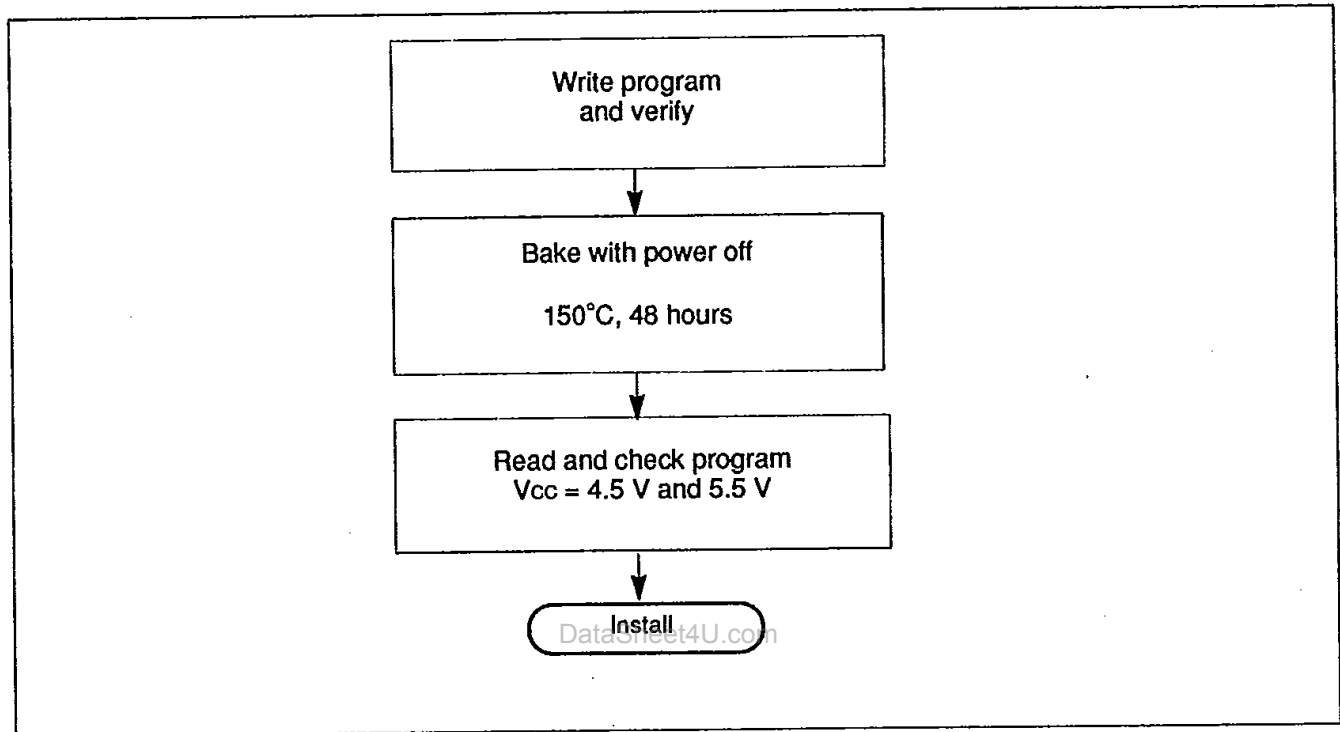 Write program
and verify
Bake with power off
150°C, 48 hours
Read and check program
Vcc = 4.5 V and 5.5 V
Install
DataSheet4U.com